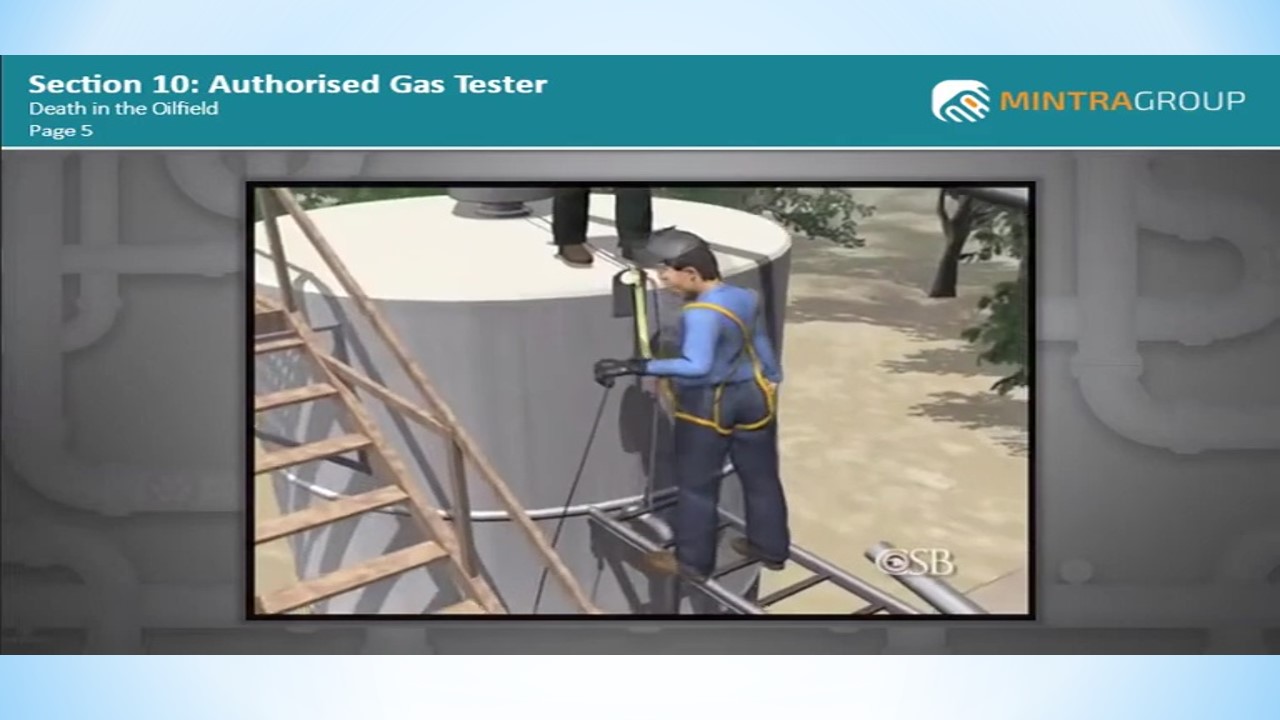 Section 10: Authorised Gas Tester
Death in the Oilfield
Page 5
MINTRAGROUP
CSB